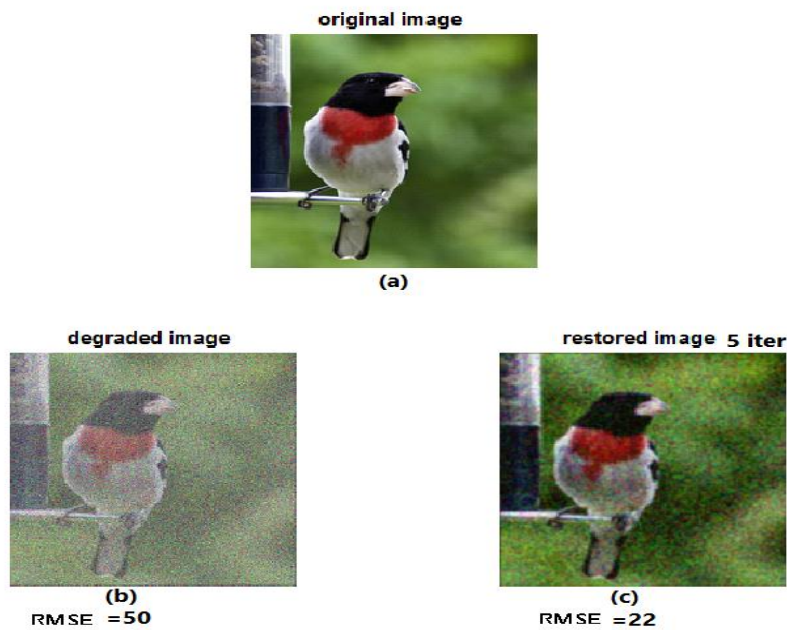 original image
(a)
degraded image
restored image 5 iter
(b)
(c)
RMSE =50
RMSE =22